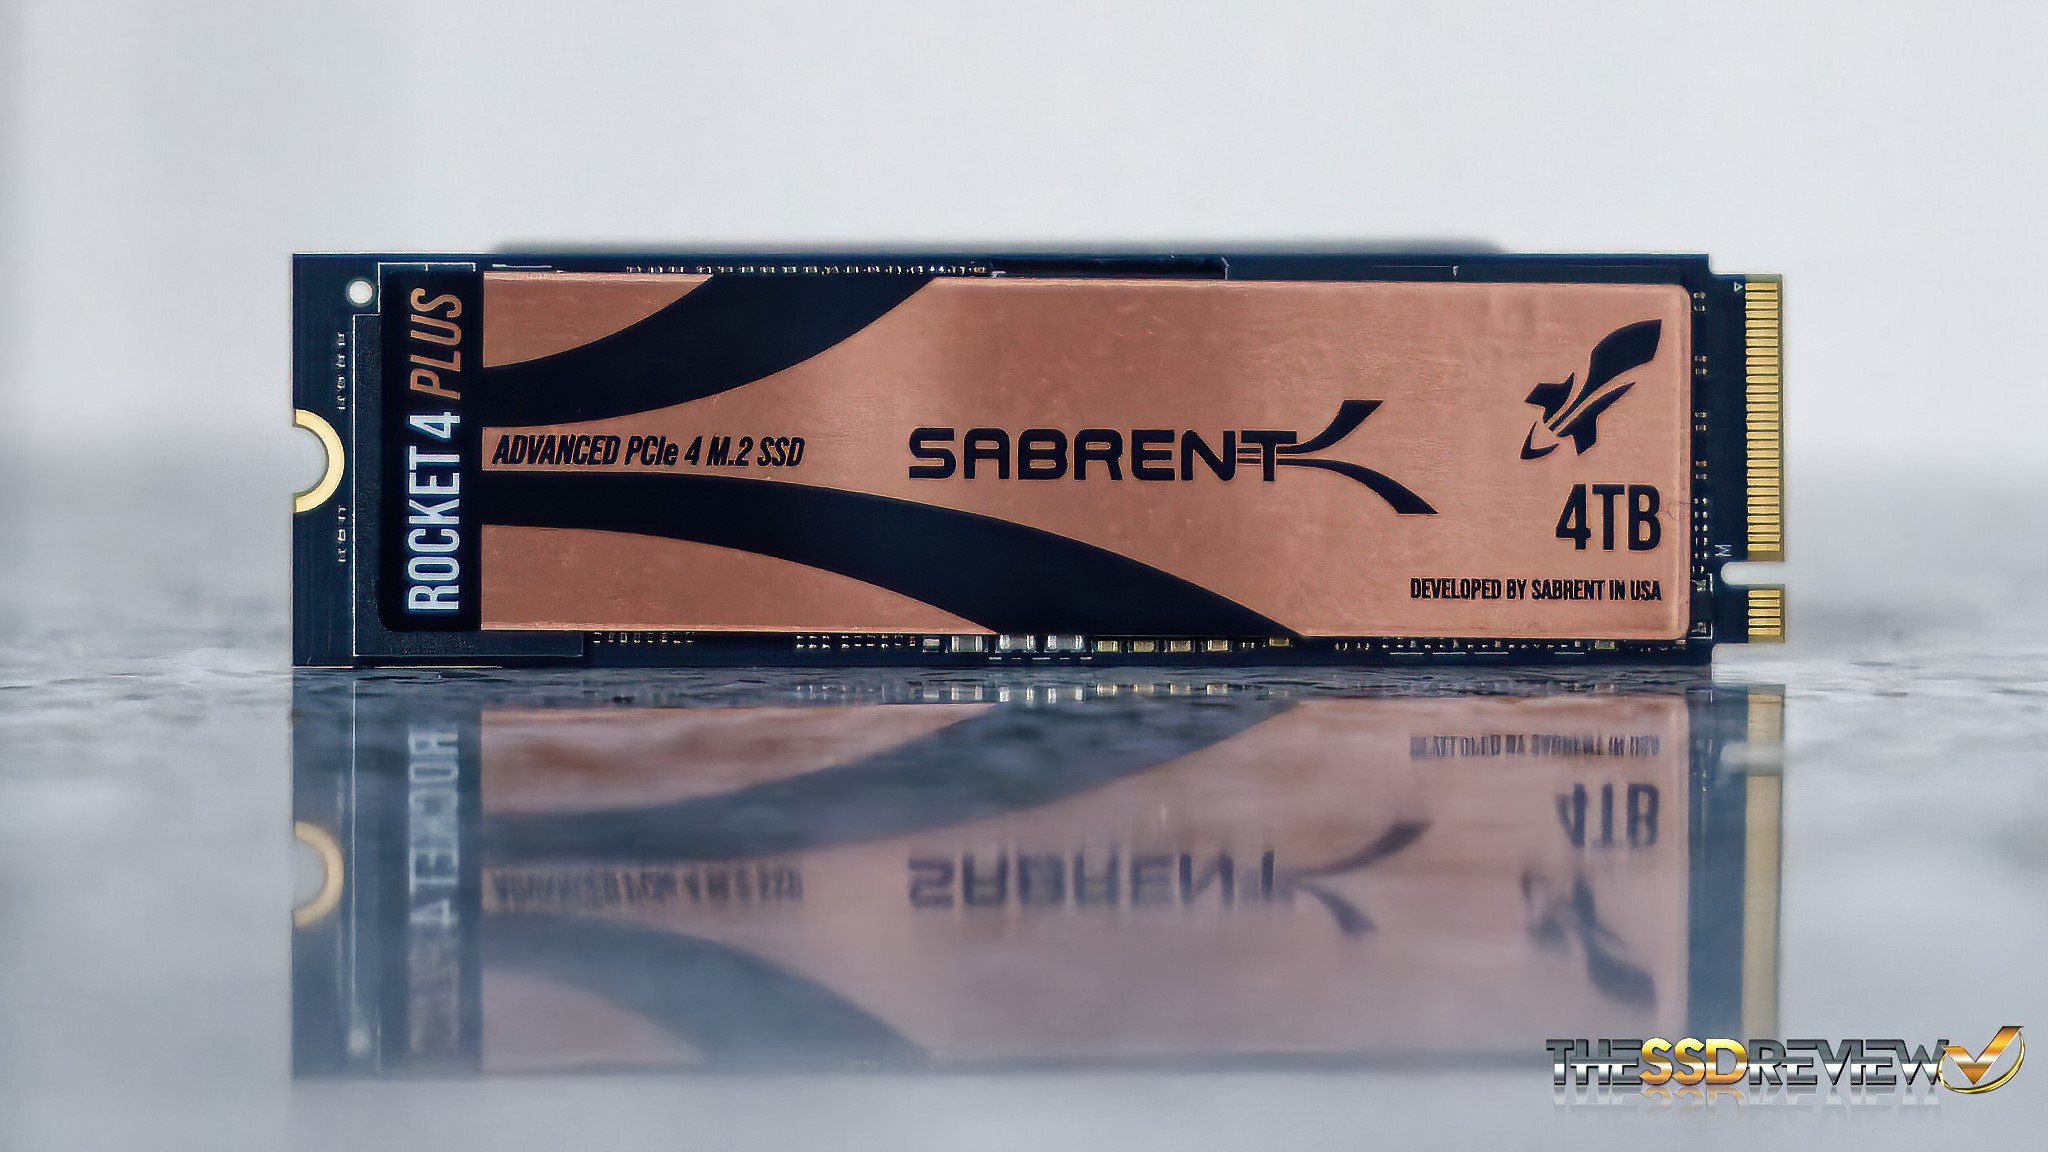 ROCKET 4 PLUS
ADVANCED PCIe 4 M.2 SSD
SABRENT
4TB
DEVELOPED BY SABRENT IN USA
M
THESSDREVIEW